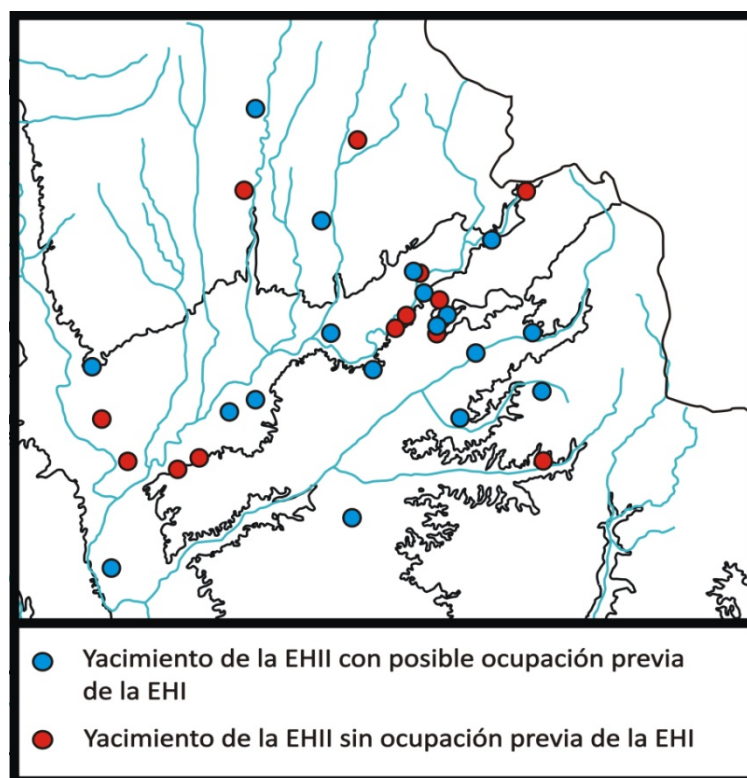 Yacimiento de la EHII con posible ocupación previa
de la EHI
Yacimiento de la EHII sin ocupación previa de la EHI